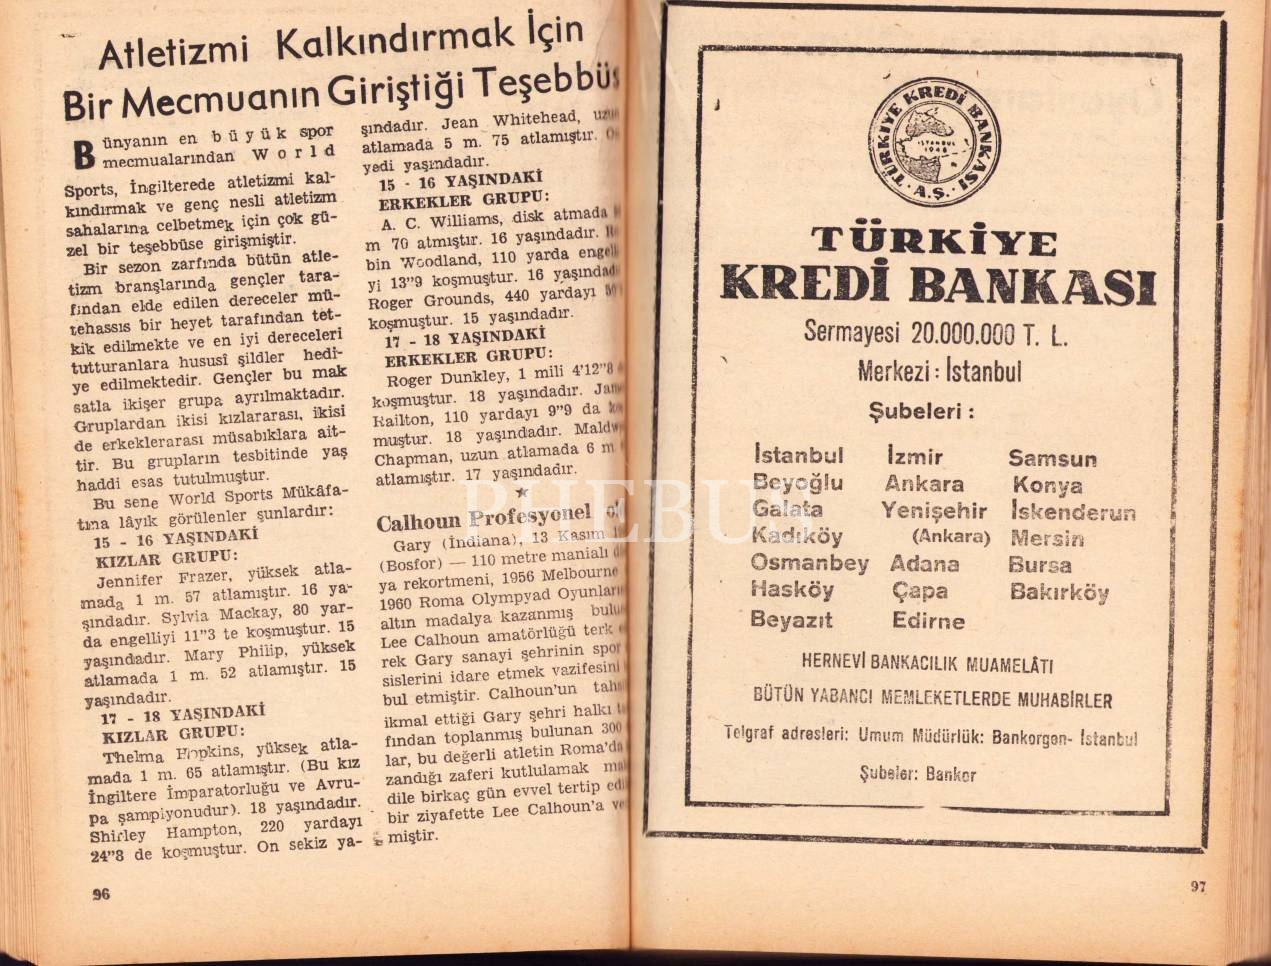 Atletizmi Kalkındırmak İçin
Bir Mecmuanın Giriştiği Teşebbüs
Bünyanın en büyük spor
mecmualarından World
Sports, İngilterede atletizmi kal-
kındırmak ve genç nesli atletizm
sahalarına celbetmek için çok gü-
zel bir teşebbüse girişmiştir.
Bir sezon zarfında bütün atle-
tizm branşlarında gençler tara-
fından elde edilen dereceler mü-
tehassıs bir heyet tarafından tet-
kik edilmekte ve en iyi dereceleri
tutturanlara hususî şildler hedi-
ye edilmektedir. Gençler bu mak
satla ikişer grupa ayrılmaktadır.
Gruplardan ikisi kızlararası, ikisi
de erkeklerarası müsabıklara ait-
tir. Bu grupların tesbitinde yaş
haddi esas tutulmuştur.
Bu sene World Sports Mükâfa-
tına lâyık görülenler şunlardır:
15 - 16 YAŞINDAKİ
KIZLAR GRUPU:
Jennifer Frazer, yüksek atla-
mada 1 m. 57 atlamıştır. 16 ya-
şındadır. Sylvia Mackay, 80 yar-
da engelliyi 11"3 te koşmuştur. 15
yaşındadır. Mary Philip, yüksek
atlamada 1 m. 52 atlamıştır. 15
yaşındadır.
17 - 18 YAŞINDAKİ
KIZLAR GRUPU:
Thelma Hopkins, yüksek atla-
mada 1 m. 65 atlamıştır. (Bu kız
İngiltere İmparatorluğu ve Avru-
pa şampiyonudur). 18 yaşındadır.
Shirley Hampton, 220 yardayı
24"8 de koşmuştur. On sekiz ya-
96
şındadır. Jean Whitehead,
atlamada 5 m. 75 atlamıştır.
yedi yaşındadır.
15 - 16 YAŞINDAKİ
ERKEKLER GRUPU:
A. C. Williams, disk atmada
m 70 atmıştır. 16 yaşındadır.
bin Woodland, 110 yarda
yi 13"9 koşmuştur. 16
Roger Grounds, 440 yardayı
koşmuştur. 15 yaşındadır.
17 - 18 YAŞINDAKİ
ERKEKLER GRUPU:
Roger Dunkley, 1 mili 4'12"8
koşmuştur. 18 yaşındadır.
Railton, 110 yardayı 9"9 da
muştur. 18 yaşındadır.
Chapman, uzun atlamada 6 m
atlamıştır. 17 yaşındadır.
Calhoun Profesyonel
Gary (İndiana), 13 Kasım
(Bosfor) — 110 metre manialı
ya rekortmeni, 1956 Melbourne
1960 Roma Olympyad
altın madalya kazanmış
Lee Calhoun amatörlüğü terk
rek Gary sanayi şehrinin spor
sislerini idare etmek vazifesini
bul etmiştir. Calhoun'un
ikmal ettiği Gary şehri halkı
fından toplanmış bulunan 300
lar, bu değerli atletin Roma'da
zandığı zaferi kutlulamak
dile birkaç gün evvel tertip
bir ziyafette Lee Calhoun'a
miştir.
TÜRKİYE KREDİ BANKASI
A.Ş.
İSTANBUL
1948
TÜRKİYE
KREDİ BANKASI
Sermayesi 20.000.000 T. L.
Merkezi : İstanbul
Şubeleri :
İstanbul İzmir Samsun
Beyoğlu Ankara Konya
Galata Yenişehir İskenderun
Kadıköy (Ankara) Mersin
Osmanbey Adana Bursa
Hasköy Çapa Bakırköy
Beyazıt Edirne
HERNEVİ BANKACILIK MUAMELÂTI
BÜTÜN YABANCI MEMLEKETLERDE MUHABİRLER
Telgraf adresleri: Umum Müdürlük: Bankorgen- İstanbul
Şubeler: Banker
97
PHEBUS